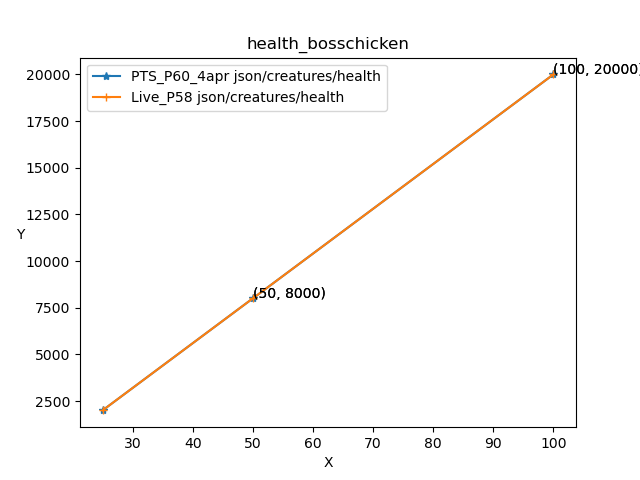 health_bosschicken
PTS_P60_4apr json/creatures/health
Live_P58 json/creatures/health
(100, 20000)
(50, 8000)
Y
20000
17500
15000
12500
10000
7500
5000
2500
30 40 50 60 70 80 90 100
X